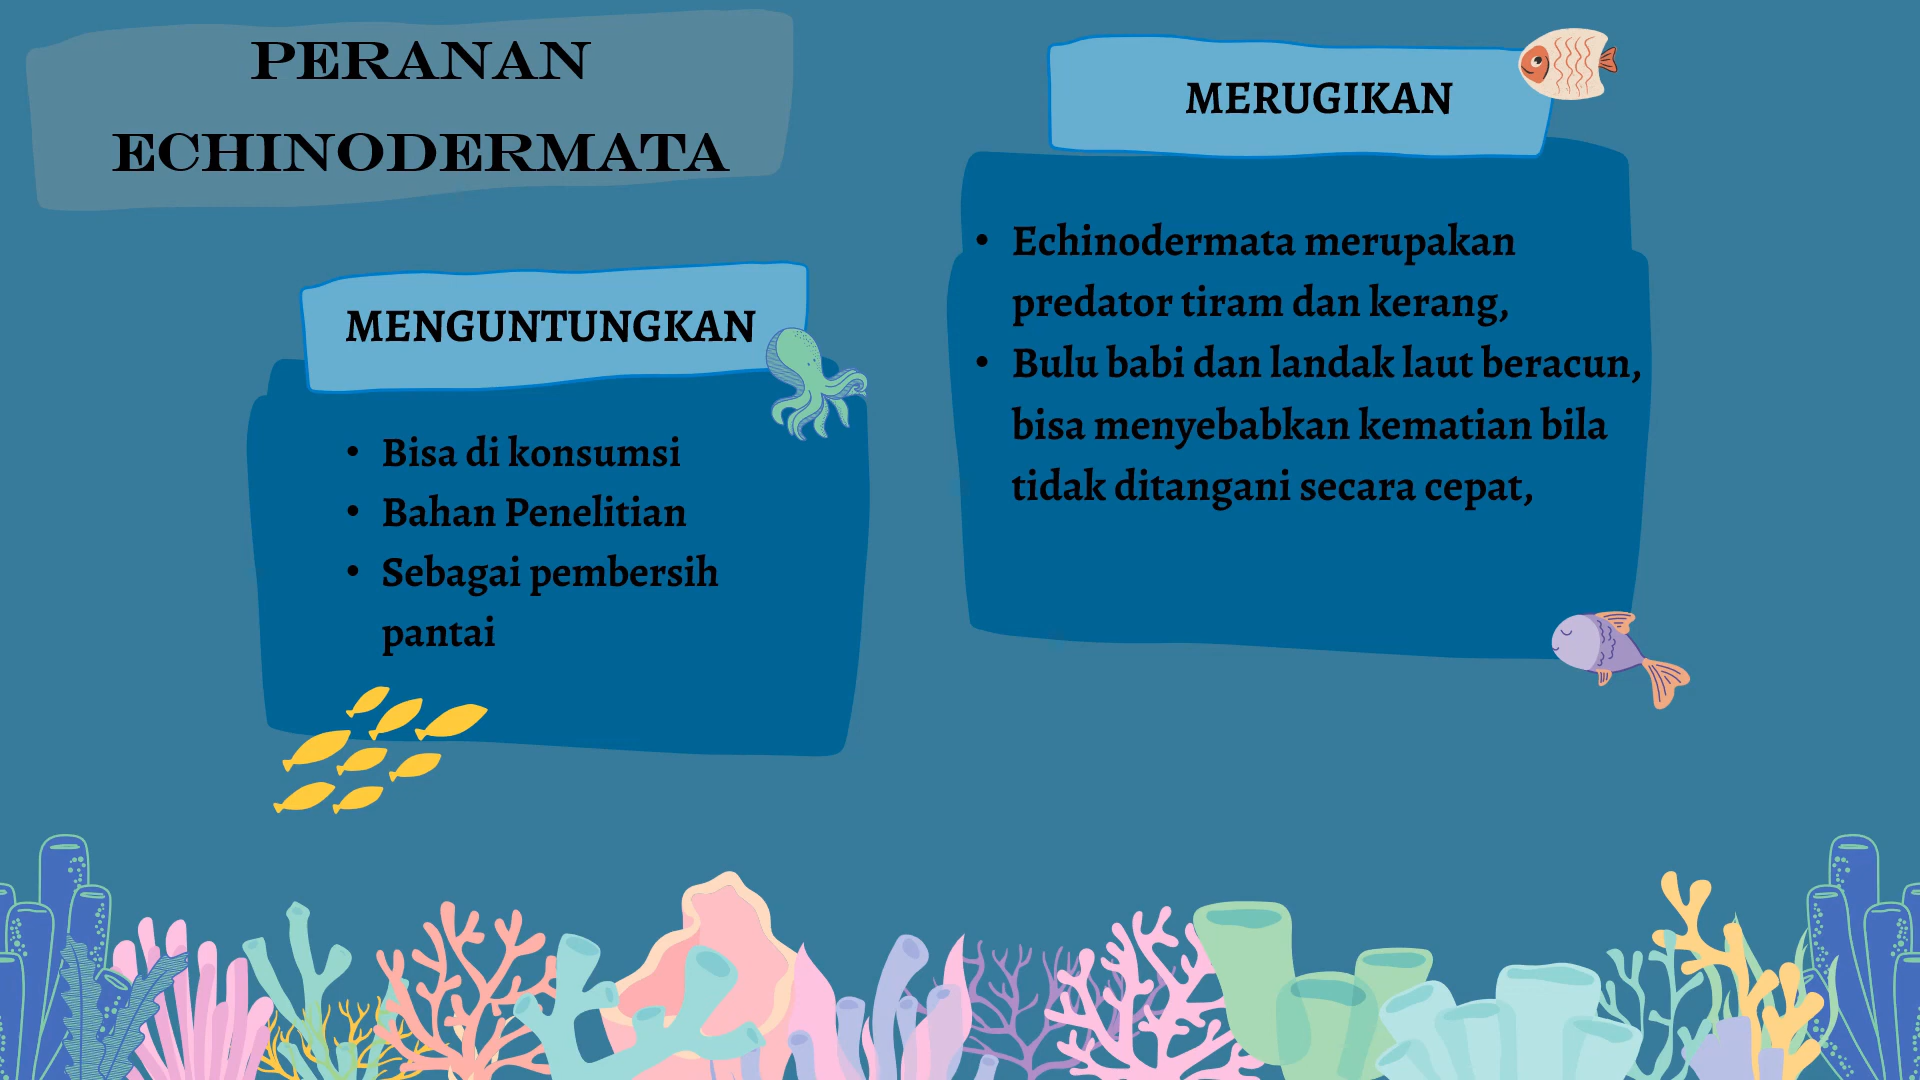 PERANAN
ECHINODERMATA
MENGUNTUNGKAN
• Bisa di konsumsi
• Bahan Penelitian
• Sebagai pembersih
pantai
MERUGIKAN
• Echinodermata merupakan
predator tiram dan kerang,
• Bulu babi dan landak laut beracun,
bisa menyebabkan kematian bila
tidak ditangani secara cepat,